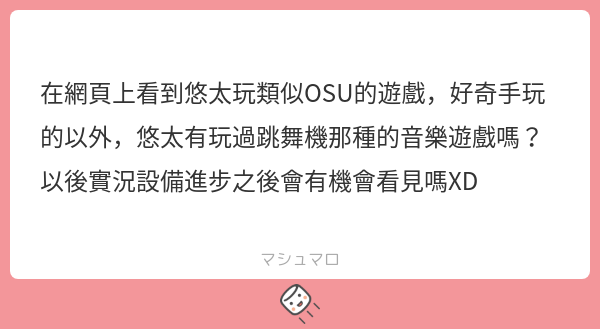 在網頁上看到悠太玩類似OSU的遊戲，好奇手玩
的以外，悠太有玩過跳舞機那種的音樂遊戲嗎？
以後實況設備進步之後會有機會看見嗎XD
マシュマロ